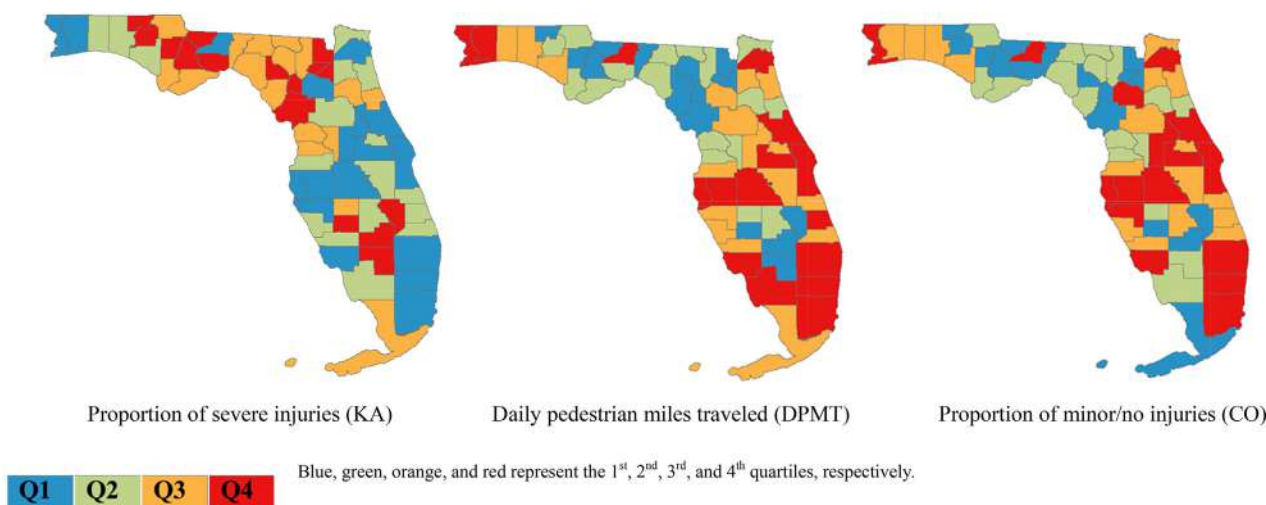 Proportion of severe injuries (KA)
Daily pedestrian miles traveled (DPMT)
Proportion of minor/no injuries (CO)
Blue, green, orange, and red represent the 1st, 2nd, 3rd, and 4th quartiles, respectively.
Q1 Q2 Q3 Q4